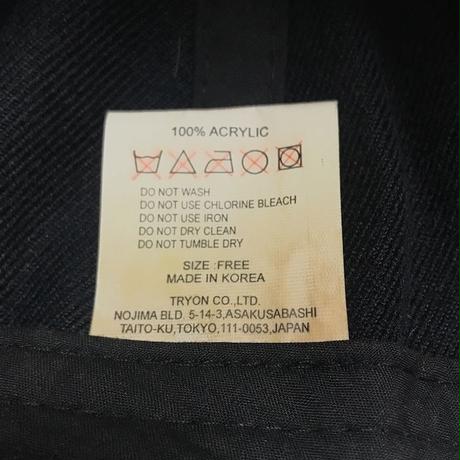 100% ACRYLIC
DO NOT WASH
DO NOT USE CHLORINE BLEACH
DO NOT USE IRON
DO NOT DRY CLEAN
DO NOT TUMBLE DRY
SIZE :FREE
MADE IN KOREA
TRYON CO.,LTD.
NOJIMA BLD. 5-14-3,ASAKUSABASHI
TAITO-KU,TOKYO,111-0053,JAPAN